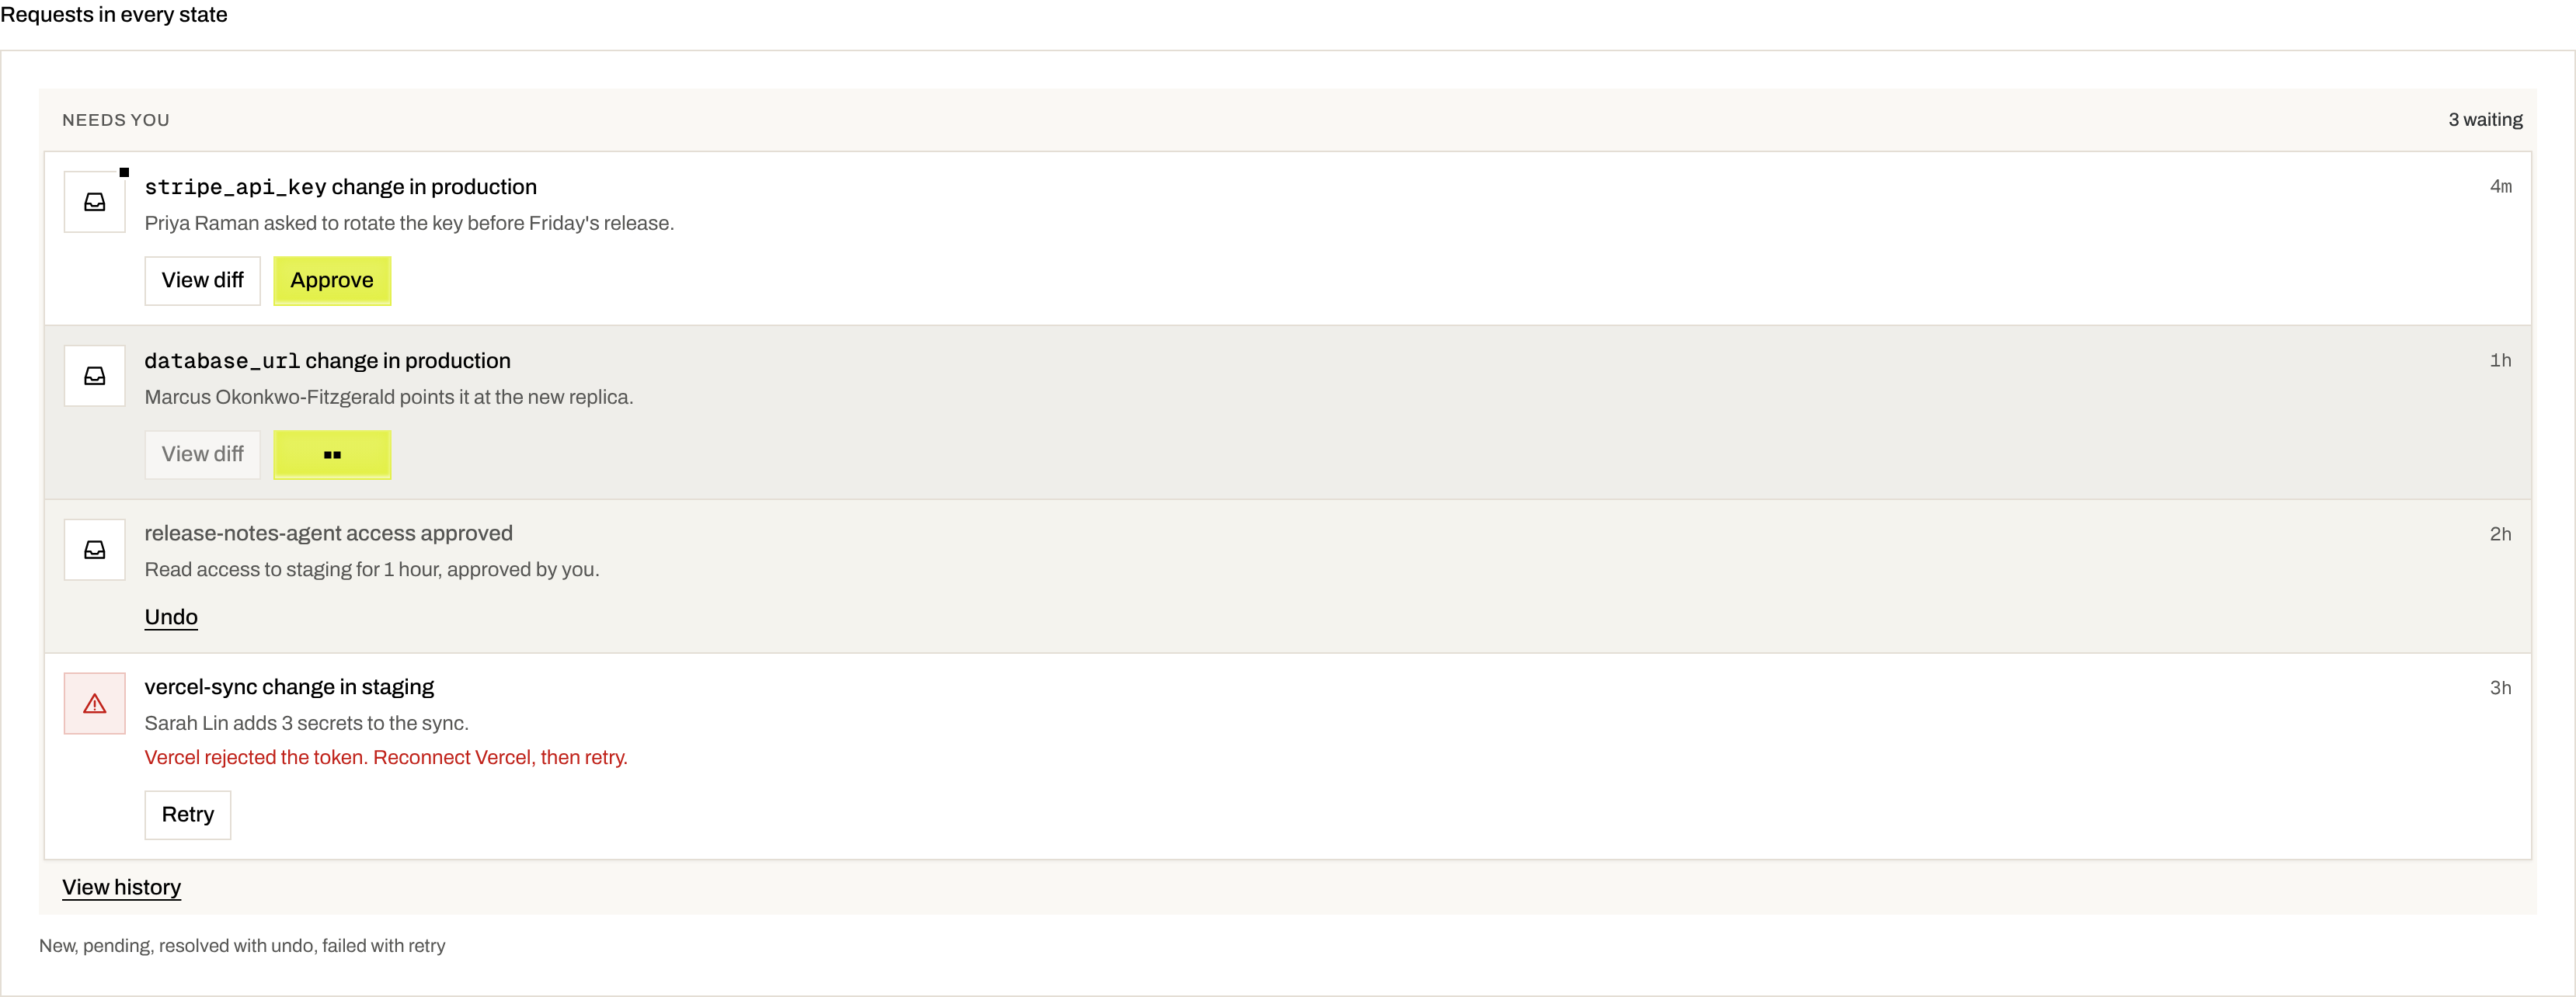 Requests in every state
NEEDS YOU
3 waiting
stripe_api_key change in production
4m
Priya Raman asked to rotate the key before Friday's release.
View diff
Approve
database_url change in production
1h
Marcus Okonkwo-Fitzgerald points it at the new replica.
View diff
release-notes-agent access approved
2h
Read access to staging for 1 hour, approved by you.
Undo
vercel-sync change in staging
3h
Sarah Lin adds 3 secrets to the sync.
Vercel rejected the token. Reconnect Vercel, then retry.
Retry
View history
New, pending, resolved with undo, failed with retry